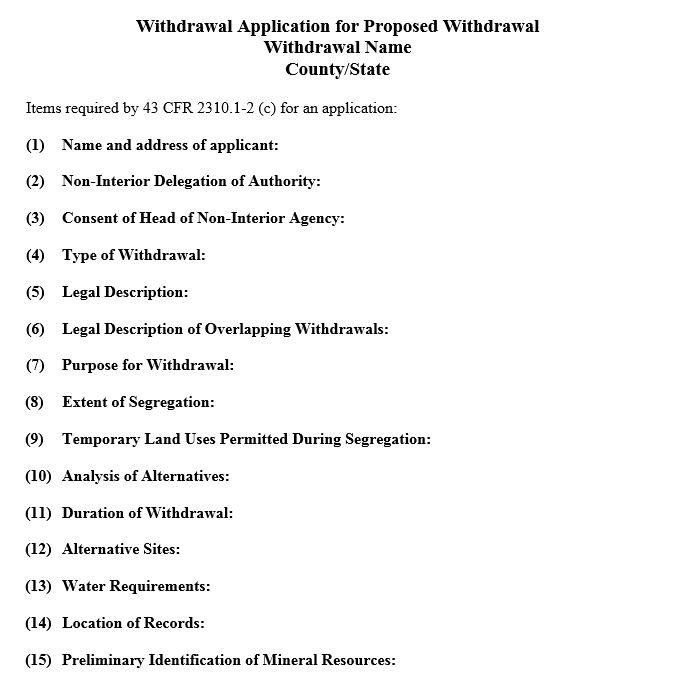 Withdrawal Application for Proposed Withdrawal
Withdrawal Name
County/State
Items required by 43 CFR 2310.1-2 (c) for an application:
(1) Name and address of applicant:
(2) Non-Interior Delegation of Authority:
(3) Consent of Head of Non-Interior Agency:
(4) Type of Withdrawal:
(5) Legal Description:
(6) Legal Description of Overlapping Withdrawals:
(7) Purpose for Withdrawal:
(8) Extent of Segregation:
(9) Temporary Land Uses Permitted During Segregation:
(10) Analysis of Alternatives:
(11) Duration of Withdrawal:
(12) Alternative Sites:
(13) Water Requirements:
(14) Location of Records:
(15) Preliminary Identification of Mineral Resources: